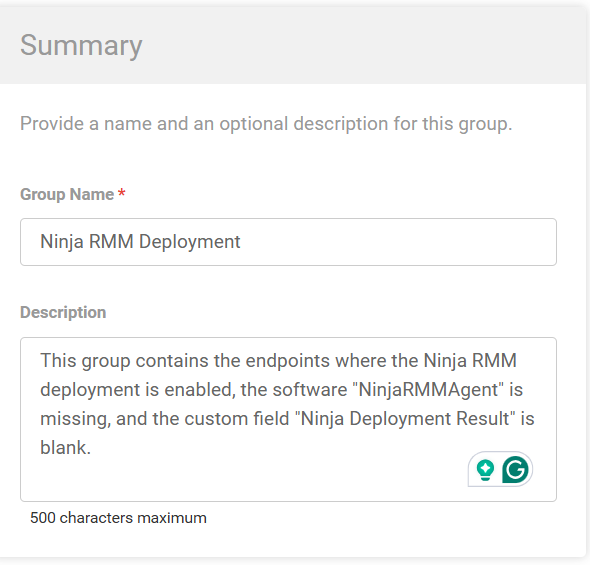 Summary
Provide a name and an optional description for this group.
Group Name *
Ninja RMM Deployment
Description
This group contains the endpoints where the Ninja RMM
deployment is enabled, the software "NinjaRMMAgent" is
missing, and the custom field "Ninja Deployment Result" is
blank.
500 characters maximum